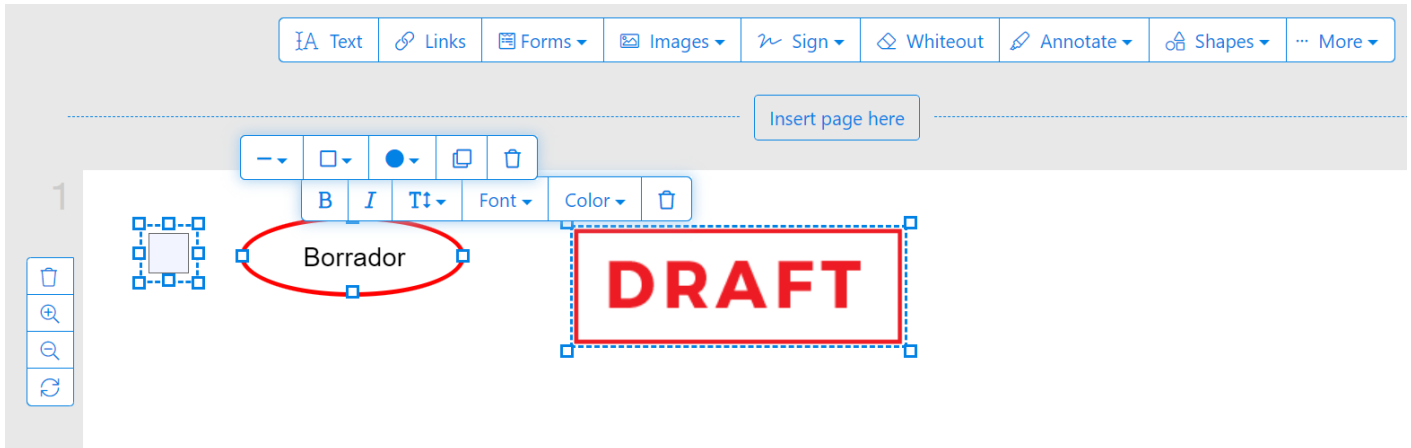 Text Links Forms Images Sign Whiteout Annotate Shapes More
Insert page here
1
B I T Font Color
Borrador
DRAFT